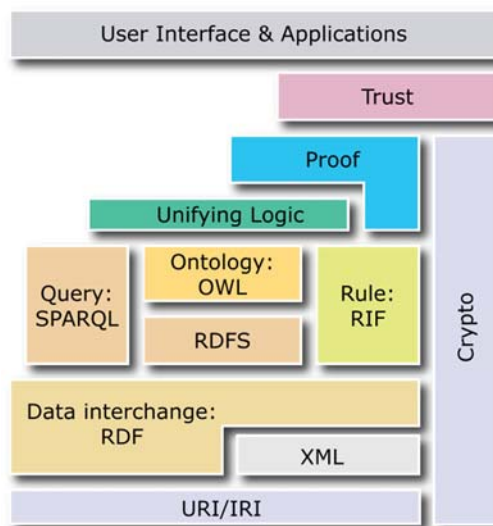 User Interface & Applications
Trust
Proof
Unifying Logic
Query:
SPARQL
Ontology:
OWL
RDFS
Rule:
RIF
Crypto
Data interchange:
RDF
XML
URI/IRI